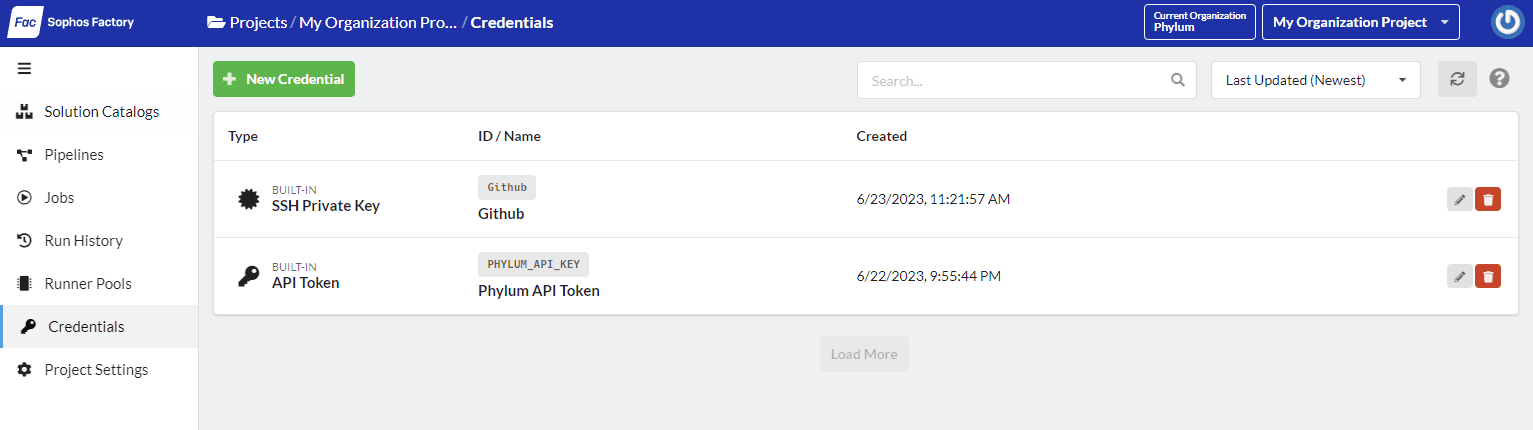 Fac Sophos Factory
Projects / My Organization Pro... / Credentials
Current Organization
Phylum
My Organization Project
New Credential
Search...
Last Updated (Newest)
Solution Catalogs
Pipelines
Jobs
Run History
Runner Pools
Credentials
Project Settings
Type ID / Name Created
BUILT-IN
SSH Private Key
Github
Github
6/23/2023, 11:21:57 AM
BUILT-IN
API Token
PHYLUM_API_KEY
Phylum API Token
6/22/2023, 9:55:44 PM
Load More